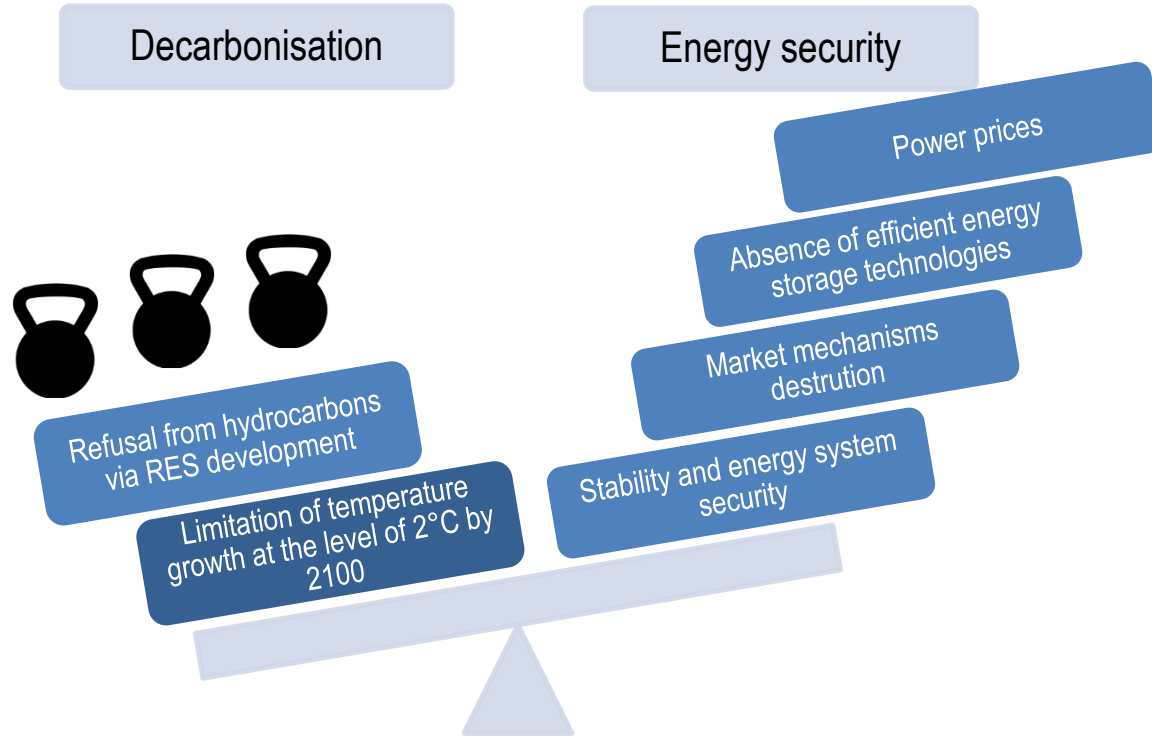 Decarbonisation
Energy security
Power prices
Absence of efficient energy
storage technologies
Market mechanisms
destrution
Stability and energy system
security
Refusal from hydrocarbons
via RES development
Limitation of temperature
growth at the level of 2°C by
2100